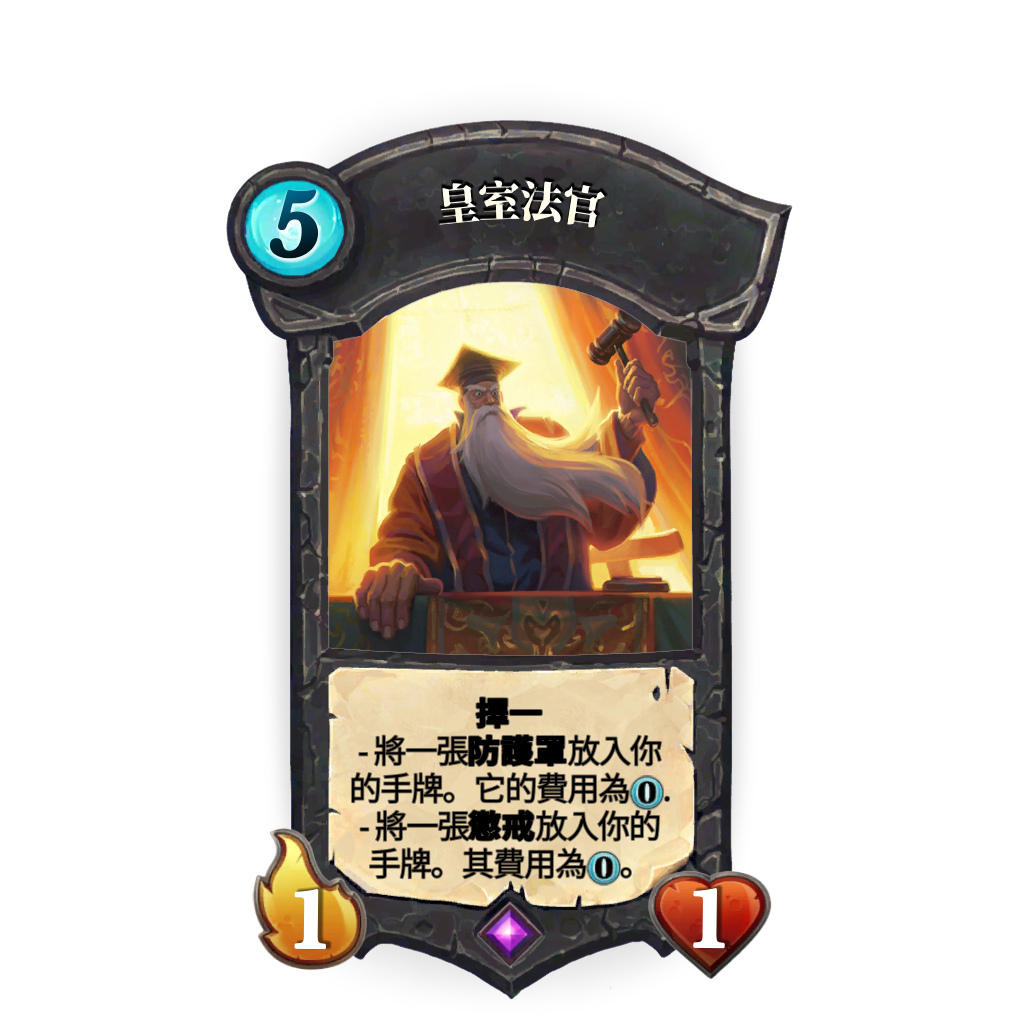 5
皇室法官
擇一
- 將一張防護罩放入你
的手牌。它的費用為0.
- 將一張懲戒放入你的
手牌。其費用為0。
1
1